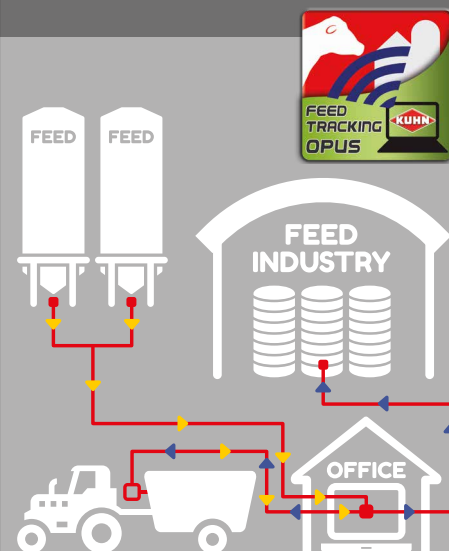 FEED
TRACKING
OPUS
KUHN
FEED
FEED
FEED
INDUSTRY
OFFICE